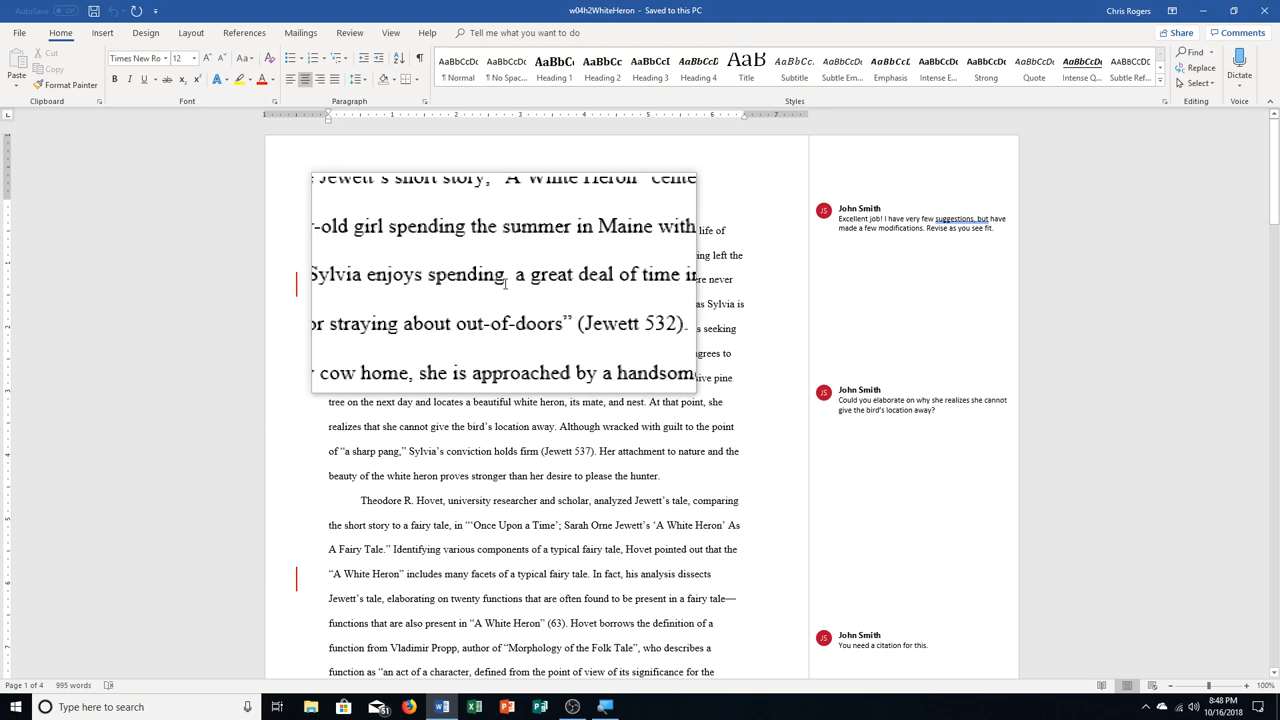 w04h2WhiteHeron - Word
Chris Rogers
File Home Insert Draw Design Layout References Mailings Review View Help Tell me what you want to do
Share Comments
Paste
Cut
Copy
Format Painter
Times New Ro 12
AaBbCcDc AaBbCcDc AaBbCc AaBbCc AaBbCcI AaBbCcD AaB AaBbCc. AaBbCcDc AaBbCcDc AaBbCcDc AaBbCcDc AaBbCcDc AaBbCcDc AABBCCDD
¶ Normal ¶ No Spac... Heading 1 Heading 2 Heading 3 Heading 4 Title Subtitle Subtle Em... Emphasis Intense E... Strong Quote Intense Q... Subtle Ref...
Find
Replace
Select
Dictate
Clipboard Font Paragraph Styles Editing Voice
Jewett's short story, "A White Heron" cente
-old girl spending the summer in Maine with
Sylvia enjoys spending, a great deal of time in
or straying about out-of-doors” (Jewett 532).
cow home, she is approached by a handsom
life of
ing left the
ere never
as Sylvia is
s seeking
agrees to
sive pine
tree on the next day and locates a beautiful white heron, its mate, and nest. At that point, she
realizes that she cannot give the bird’s location away. Although wracked with guilt to the point
of “a sharp pang,” Sylvia’s conviction holds firm (Jewett 537). Her attachment to nature and the
beauty of the white heron proves stronger than her desire to please the hunter.
Theodore R. Hovet, university researcher and scholar, analyzed Jewett’s tale, comparing
the short story to a fairy tale, in “‘Once Upon a Time’; Sarah Orne Jewett’s ‘A White Heron’ As
A Fairy Tale.” Identifying various components of a typical fairy tale, Hovet pointed out that the
“A White Heron” includes many facets of a typical fairy tale. In fact, his analysis dissects
Jewett’s tale, elaborating on twenty functions that are often found to be present in a fairy tale—
functions that are also present in “A White Heron” (63). Hovet borrows the definition of a
function from Vladimir Propp, author of “Morphology of the Folk Tale”, who describes a
function as “an act of a character, defined from the point of view of its significance for the
John Smith
Excellent job! I have very few suggestions, but have
made a few modifications. Revise as you see fit.
John Smith
Could you elaborate on why she realizes she cannot
give the bird’s location away?
John Smith
You need a citation for this.
Page 1 of 4 995 words
100%
Type here to search
51
8:48 PM
10/16/2018